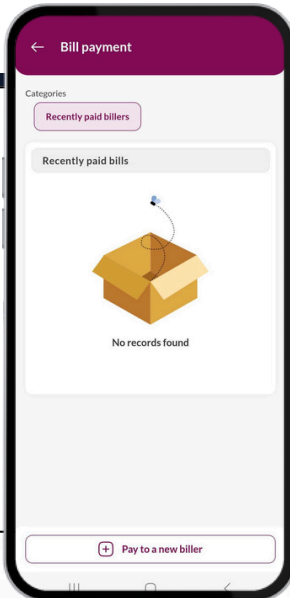 Bill payment
Categories
Recently paid billers
Recently paid bills
No records found
Pay to a new biller